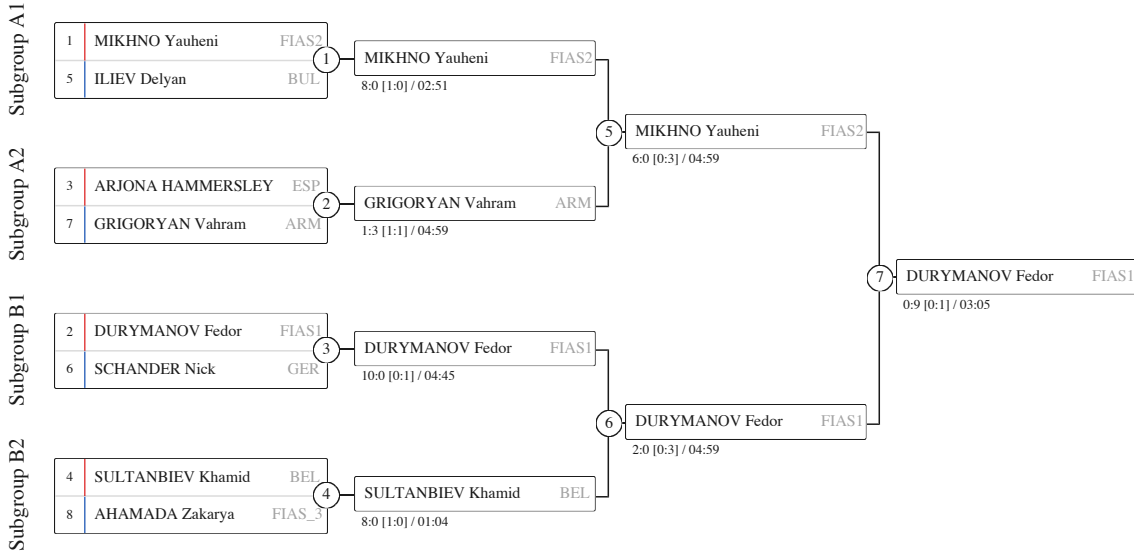 Subgroup A1
1 MIKHNO Yauheni FIAS2
5 ILIEV Delyan BUL
1
MIKHNO Yauheni FIAS2
8:0 [1:0] / 02:51
5
MIKHNO Yauheni FIAS2
6:0 [0:3] / 04:59
Subgroup A2
3 ARJONA HAMMERSLEY ESP
7 GRIGORYAN Vahram ARM
2
GRIGORYAN Vahram ARM
1:3 [1:1] / 04:59
7
DURYMANOV Fedor FIAS1
0:9 [0:1] / 03:05
Subgroup B1
2 DURYMANOV Fedor FIAS1
6 SCHANDER Nick GER
3
DURYMANOV Fedor FIAS1
10:0 [0:1] / 04:45
6
DURYMANOV Fedor FIAS1
2:0 [0:3] / 04:59
Subgroup B2
4 SULTANBIEV Khamid BEL
8 AHAMADA Zakarya FIAS_3
4
SULTANBIEV Khamid BEL
8:0 [1:0] / 01:04